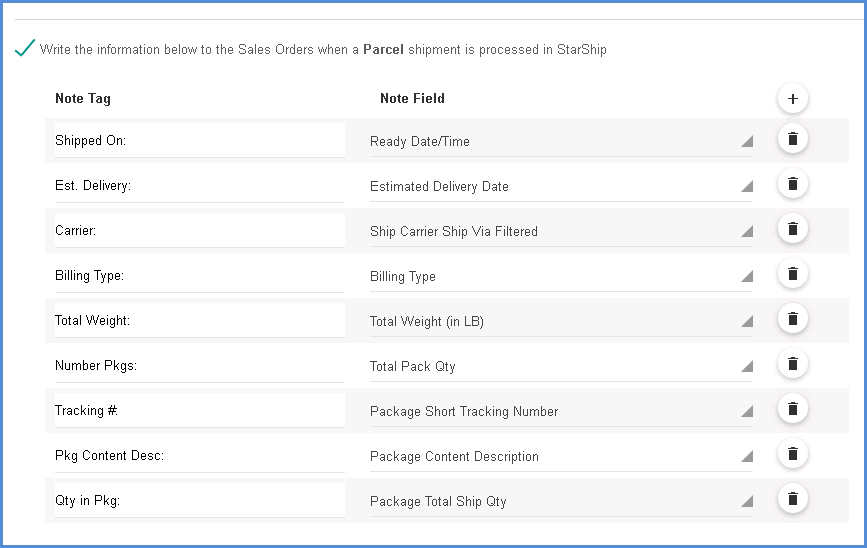 Write the information below to the Sales Orders when a Parcel shipment is processed in StarShip
Note Tag Note Field
Shipped On: Ready Date/Time
Est. Delivery: Estimated Delivery Date
Carrier: Ship Carrier Ship Via Filtered
Billing Type: Billing Type
Total Weight: Total Weight (in LB)
Number Pkgs: Total Pack Qty
Tracking #: Package Short Tracking Number
Pkg Content Desc: Package Content Description
Qty in Pkg: Package Total Ship Qty